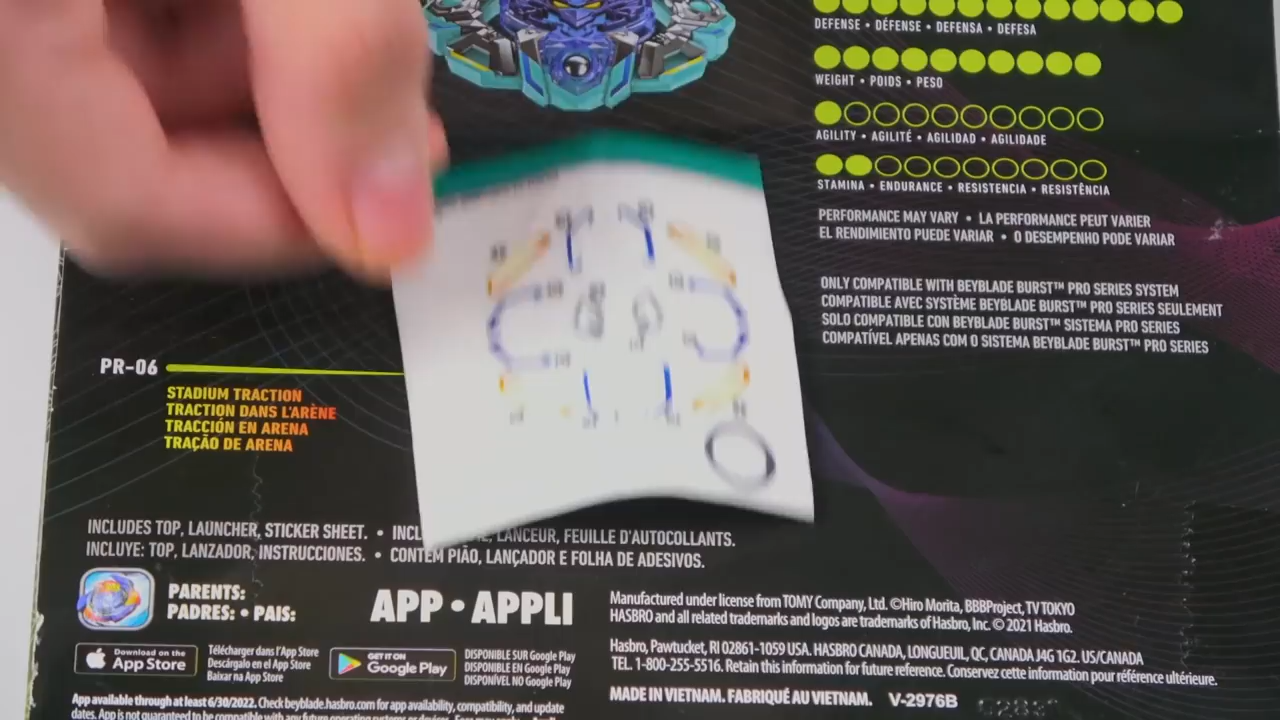 DEFENSE • DÉFENSE • DEFENSA • DEFESA
WEIGHT • POIDS • PESO
AGILITY • AGILITÉ • AGILIDAD • AGILIDADE
STAMINA • ENDURANCE • RESISTENCIA • RESISTÊNCIA
PERFORMANCE MAY VARY • LA PERFORMANCE PEUT VARIER
EL RENDIMIENTO PUEDE VARIAR • O DESEMPENHO PODE VARIAR
ONLY COMPATIBLE WITH BEYBLADE BURST™ PRO SERIES SYSTEM
COMPATIBLE AVEC SYSTÈME BEYBLADE BURST™ PRO SERIES SEULEMENT
SOLO COMPATIBLE CON BEYBLADE BURST™ SISTEMA PRO SERIES
COMPATÍVEL APENAS COM O SISTEMA BEYBLADE BURST™ PRO SERIES
PR-06
STADIUM TRACTION
TRACTION DANS L'ARÈNE
TRACCIÓN EN ARENA
TRAÇÃO DE ARENA
INCLUDES TOP, LAUNCHER, STICKER SHEET. • INCL LANCEUR, FEUILLE D'AUTOCOLLANTS.
INCLUYE: TOP, LANZADOR, INSTRUCCIONES. • CONTÉM PIÃO, LANÇADOR E FOLHA DE ADESIVOS.
PARENTS:
PADRES: • PAIS:
APP • APPLI
Download on the
App Store
Télécharger dans l'App Store
Descárgalo en el App Store
Baixar na App Store
GET IT ON
Google Play
DISPONIBLE SUR Google Play
DISPONIBLE EN Google Play
DISPONÍVEL NO Google Play
App available through at least 6/30/2022. Check beyblade.hasbro.com for app availability, compatibility, and update
dates. App is not guaranteed to be compatible with
Manufactured under license from TOMY Company, Ltd. ©Hiro Morita, BBBProject, TV TOKYO
HASBRO and all related trademarks and logos are trademarks of Hasbro, Inc. © 2021 Hasbro.
Hasbro, Pawtucket, RI 02861-1059 USA. HASBRO CANADA, LONGUEUIL, QC, CANADA J4G 1G2. US/CANADA
TEL. 1-800-255-5516. Retain this information for future reference. Conservez cette information pour référence ultérieure.
MADE IN VIETNAM. FABRIQUÉ AU VIETNAM. V-2976B